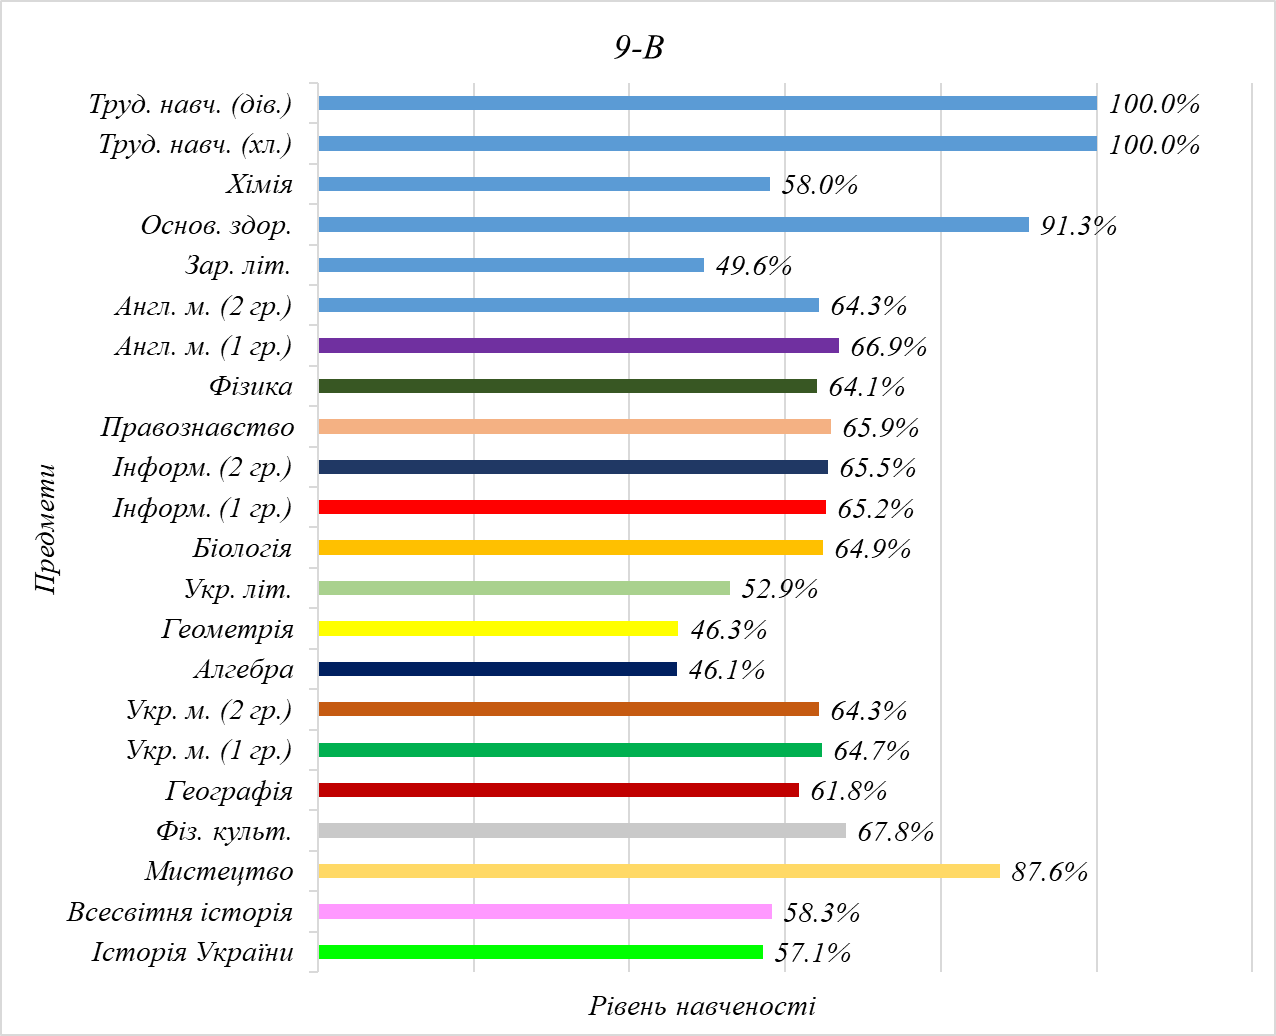 9-В
Труд. навч. (дів.) 100.0%
Труд. навч. (хл.) 100.0%
Хімія 58.0%
Основ. здор. 91.3%
Зар. літ. 49.6%
Англ. м. (2 гр.) 64.3%
Англ. м. (1 гр.) 66.9%
Фізика 64.1%
Правознавство 65.9%
Інформ. (2 гр.) 65.5%
Інформ. (1 гр.) 65.2%
Біологія 64.9%
Укр. літ. 52.9%
Геометрія 46.3%
Алгебра 46.1%
Укр. м. (2 гр.) 64.3%
Укр. м. (1 гр.) 64.7%
Географія 61.8%
Фіз. культ. 67.8%
Мистецтво 87.6%
Всесвітня історія 58.3%
Історія України 57.1%
Предмети
Рівень навченості